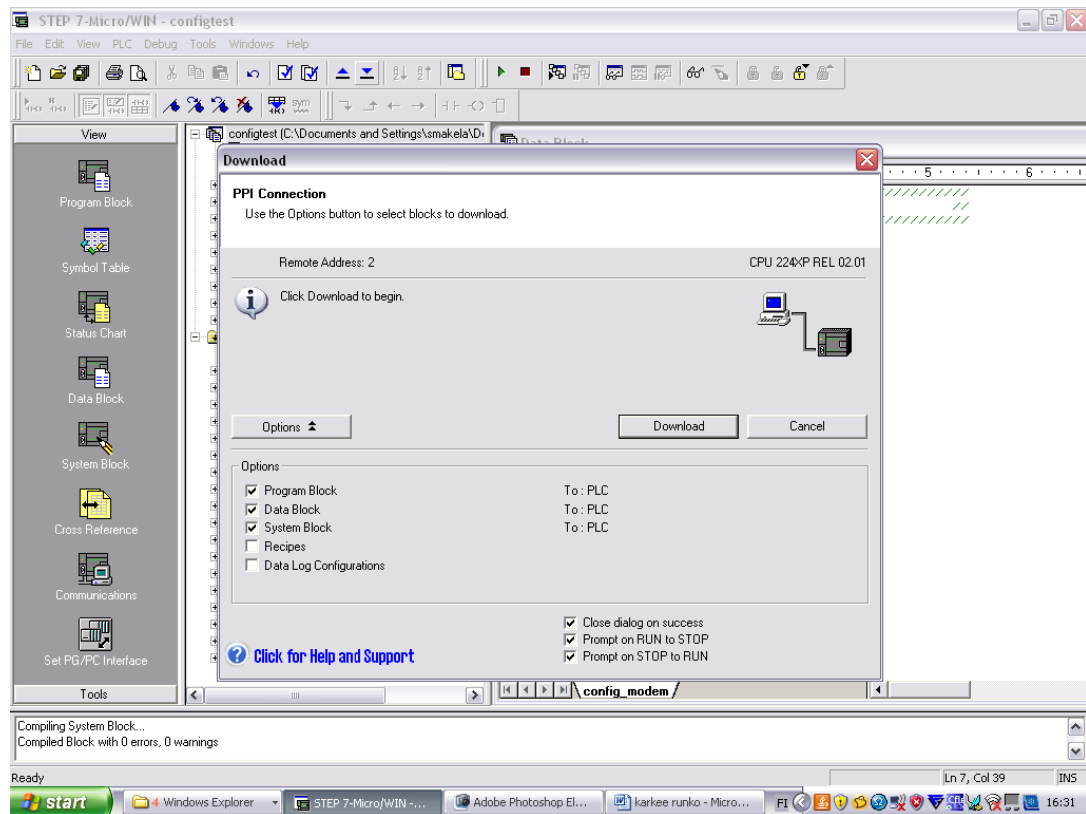 STEP 7-Micro/WIN - configtest
File Edit View PLC Debug Tools Windows Help
View
configtest (C:\Documents and Settings\smakela\D
Data Block
Download
PPI Connection
Use the Options button to select blocks to download.
5 6
Program Block
Remote Address: 2
CPU 224XP REL 02.01
Symbol Table
Click Download to begin.
Status Chart
Data Block
Options
Download
Cancel
System Block
Options
Program Block To : PLC
Data Block To : PLC
System Block To : PLC
Recipes
Data Log Configurations
Cross Reference
Communications
Close dialog on success
Prompt on RUN to STOP
Prompt on STOP to RUN
Click for Help and Support
Set PG/PC Interface
Tools
config_modem
Compiling System Block...
Compiled Block with 0 errors, 0 warnings
Ready
Ln 7, Col 39
INS
start
4 Windows Explorer
STEP 7-Micro/WIN -...
Adobe Photoshop El...
karkee runko - Micro...
FI
16:31